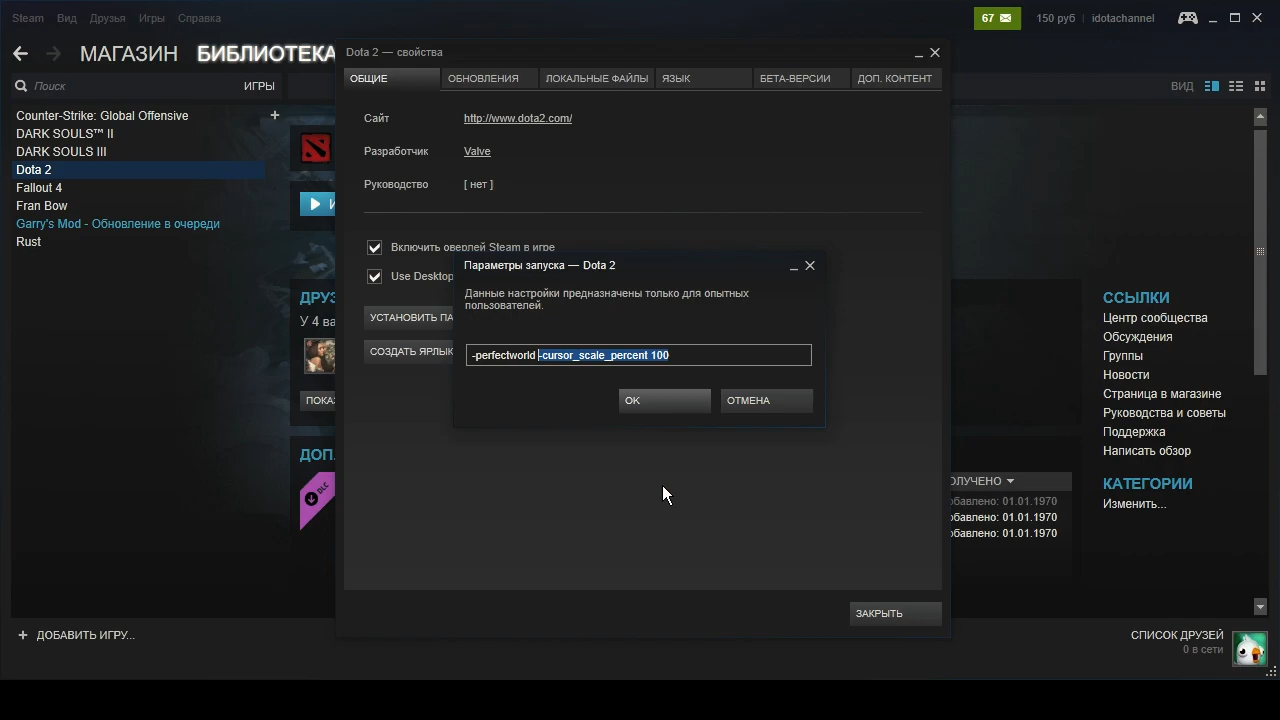 Steam Вид Друзья Игры Справка
67
150 руб idotachannel
МАГАЗИН БИБЛИОТЕКА
Поиск ИГРЫ
ВИД
Counter-Strike: Global Offensive
DARK SOULS™ II
DARK SOULS III
Dota 2
Fallout 4
Fran Bow
Garry's Mod - Обновление в очереди
Rust
Dota 2 — свойства
ОБЩИЕ ОБНОВЛЕНИЯ ЛОКАЛЬНЫЕ ФАЙЛЫ ЯЗЫК БЕТА-ВЕРСИИ ДОП. КОНТЕНТ
Сайт http://www.dota2.com/
Разработчик Valve
Руководство [ нет ]
Включить оверлей Steam в игре
Use Desktop
УСТАНОВИТЬ ПА
СОЗДАТЬ ЯРЛЫК
Параметры запуска — Dota 2
Данные настройки предназначены только для опытных
пользователей.
-perfectworld -cursor_scale_percent 100
OK ОТМЕНА
ЗАКРЫТЬ
ДРУЗ
У 4 ва
ПОКАЗ
ДОП.
DLC
ОЛУЧЕНО
обавлено: 01.01.1970
обавлено: 01.01.1970
обавлено: 01.01.1970
ССЫЛКИ
Центр сообщества
Обсуждения
Группы
Новости
Страница в магазине
Руководства и советы
Поддержка
Написать обзор
КАТЕГОРИИ
Изменить...
ДОБАВИТЬ ИГРУ...
СПИСОК ДРУЗЕЙ
0 в сети